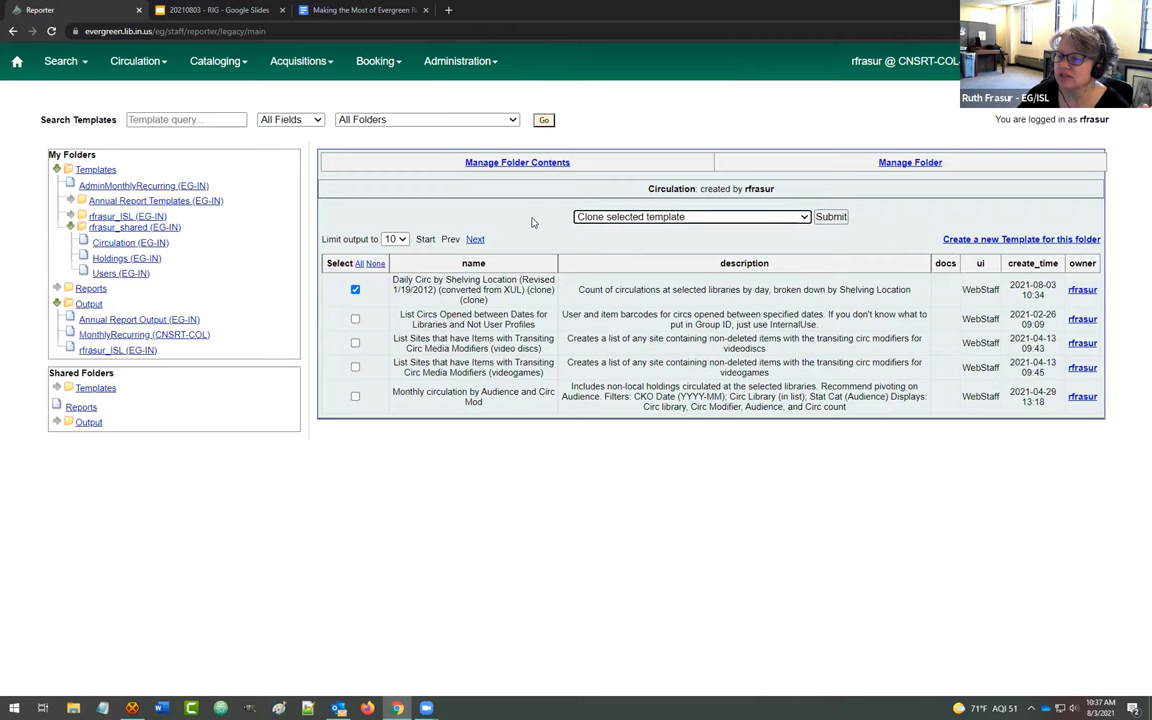 Reporter
20210803 - RIG - Google Slides
Making the Most of Evergreen R
evergreen.lib.in.us/eg/staff/reporter/legacy/main
Search
Circulation
Cataloging
Acquisitions
Booking
Administration
rfrasur @ CNSRT-COL-
Ruth Frasur - EG/ISL
Search Templates
Template query...
All Fields
All Folders
Go
You are logged in as rfrasur
My Folders
Templates
AdminMonthlyRecurring (EG-IN)
Annual Report Templates (EG-IN)
rfrasur_ISL (EG-IN)
rfrasur_shared (EG-IN)
Circulation (EG-IN)
Holdings (EG-IN)
Users (EG-IN)
Reports
Output
Annual Report Output (EG-IN)
MonthlyRecurring (CNSRT-COL)
rfrasur_ISL (EG-IN)
Shared Folders
Templates
Reports
Output
Manage Folder Contents
Manage Folder
Circulation: created by rfrasur
Clone selected template
Submit
Limit output to 10 Start Prev Next
Create a new Template for this folder
Select All None name description docs ui create_time owner
Daily Circ by Shelving Location (Revised
1/19/2012) (converted from XUL) (clone)
(clone)
Count of circulations at selected libraries by day, broken down by Shelving Location
WebStaff
2021-08-03
10:34
rfrasur
List Circs Opened between Dates for
Libraries and Not User Profiles
User and item barcodes for circs opened between specified dates. If you don't know what to
put in Group ID, just use InternalUse.
WebStaff
2021-02-26
09:09
rfrasur
List Sites that have Items with Transiting
Circ Media Modifiers (video discs)
Creates a list of any site containing non-deleted items with the transiting circ modifiers for
videodiscs
WebStaff
2021-04-13
09:43
rfrasur
List Sites that have Items with Transiting
Circ Media Modifiers (videogames)
Creates a list of any site containing non-deleted items with the transiting circ modifiers for
videogames
WebStaff
2021-04-13
09:45
rfrasur
Monthly circulation by Audience and Circ
Mod
Includes non-local holdings circulated at the selected libraries. Recommend pivoting on
Audience. Filters: CKO Date (YYYY-MM); Circ Library (in list); Stat Cat (Audience) Displays:
Circ library, Circ Modifier, Audience, and Circ count
WebStaff
2021-04-29
13:18
rfrasur
71°F AQI 51
10:37 AM
8/3/2021
2